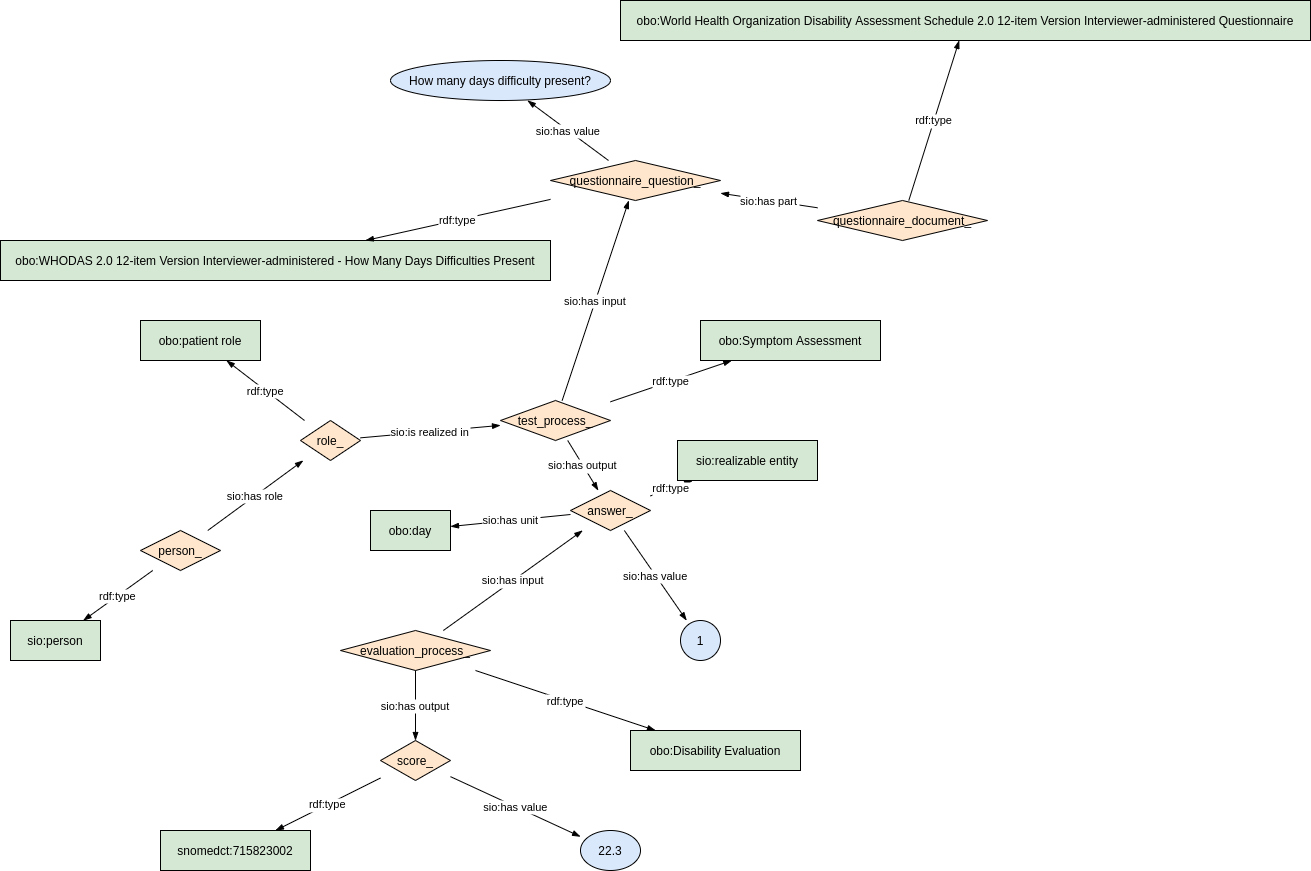 obo:World Health Organization Disability Assessment Schedule 2.0 12-item Version Interviewer-administered Questionnaire
How many days difficulty present?
rdf:type
sio:has value
questionnaire_question_
sio:has part
questionnaire_document_
rdf:type
obo:WHODAS 2.0 12-item Version Interviewer-administered - How Many Days Difficulties Present
sio:has input
obo:patient role
obo:Symptom Assessment
rdf:type
rdf:type
test_process_
sio:is realized in
role_
sio:realizable entity
sio:has output
rdf:type
sio:has role
answer_
sio:has unit
obo:day
person_
sio:has input
sio:has value
rdf:type
sio:person
1
evaluation_process_
rdf:type
sio:has output
obo:Disability Evaluation
score_
rdf:type
sio:has value
snomedct:715823002
22.3